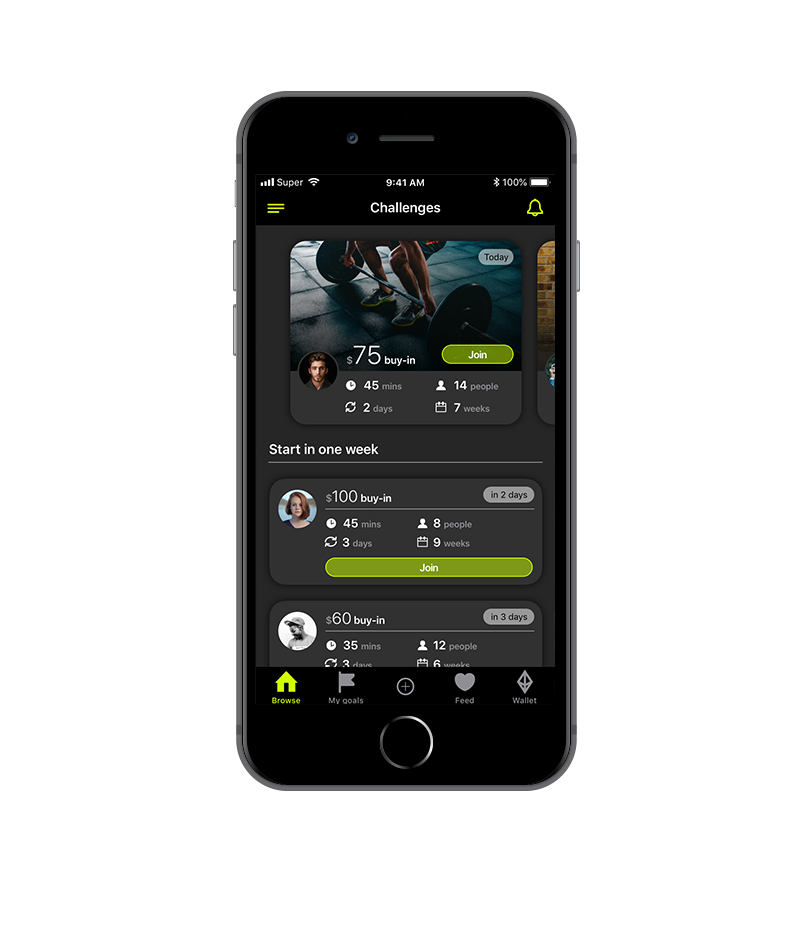 Super 9:41 AM 100%
Challenges
Today
$75 buy-in Join
45 mins 14 people
2 days 7 weeks
Start in one week
$100 buy-in in 2 days
45 mins 8 people
3 days 9 weeks
Join
$60 buy-in in 3 days
35 mins 12 people
3 days 6 weeks
Browse My goals Feed Wallet